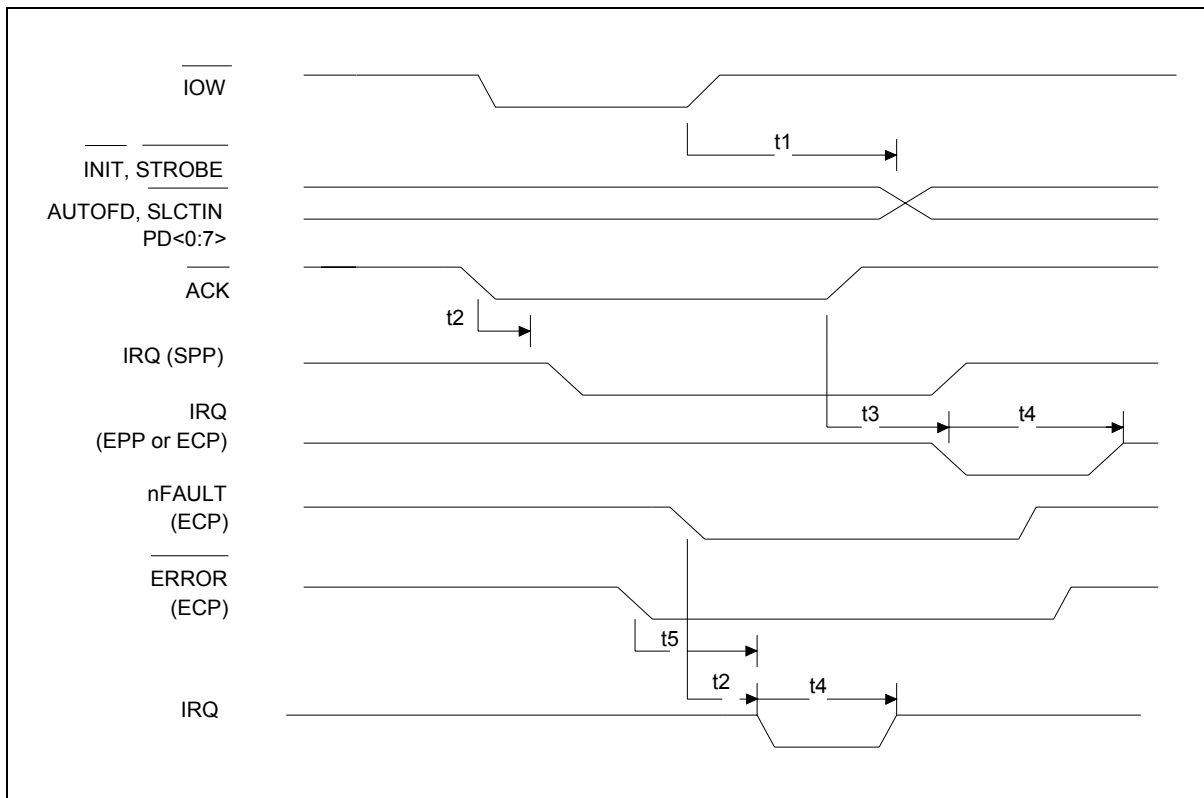 IOW
t1
INIT, STROBE
AUTOFD, SLCTIN
PD<0:7>
ACK
t2
IRQ (SPP)
IRQ
(EPP or ECP)
t3
t4
nFAULT
(ECP)
ERROR
(ECP)
t5
t2
t4
IRQ